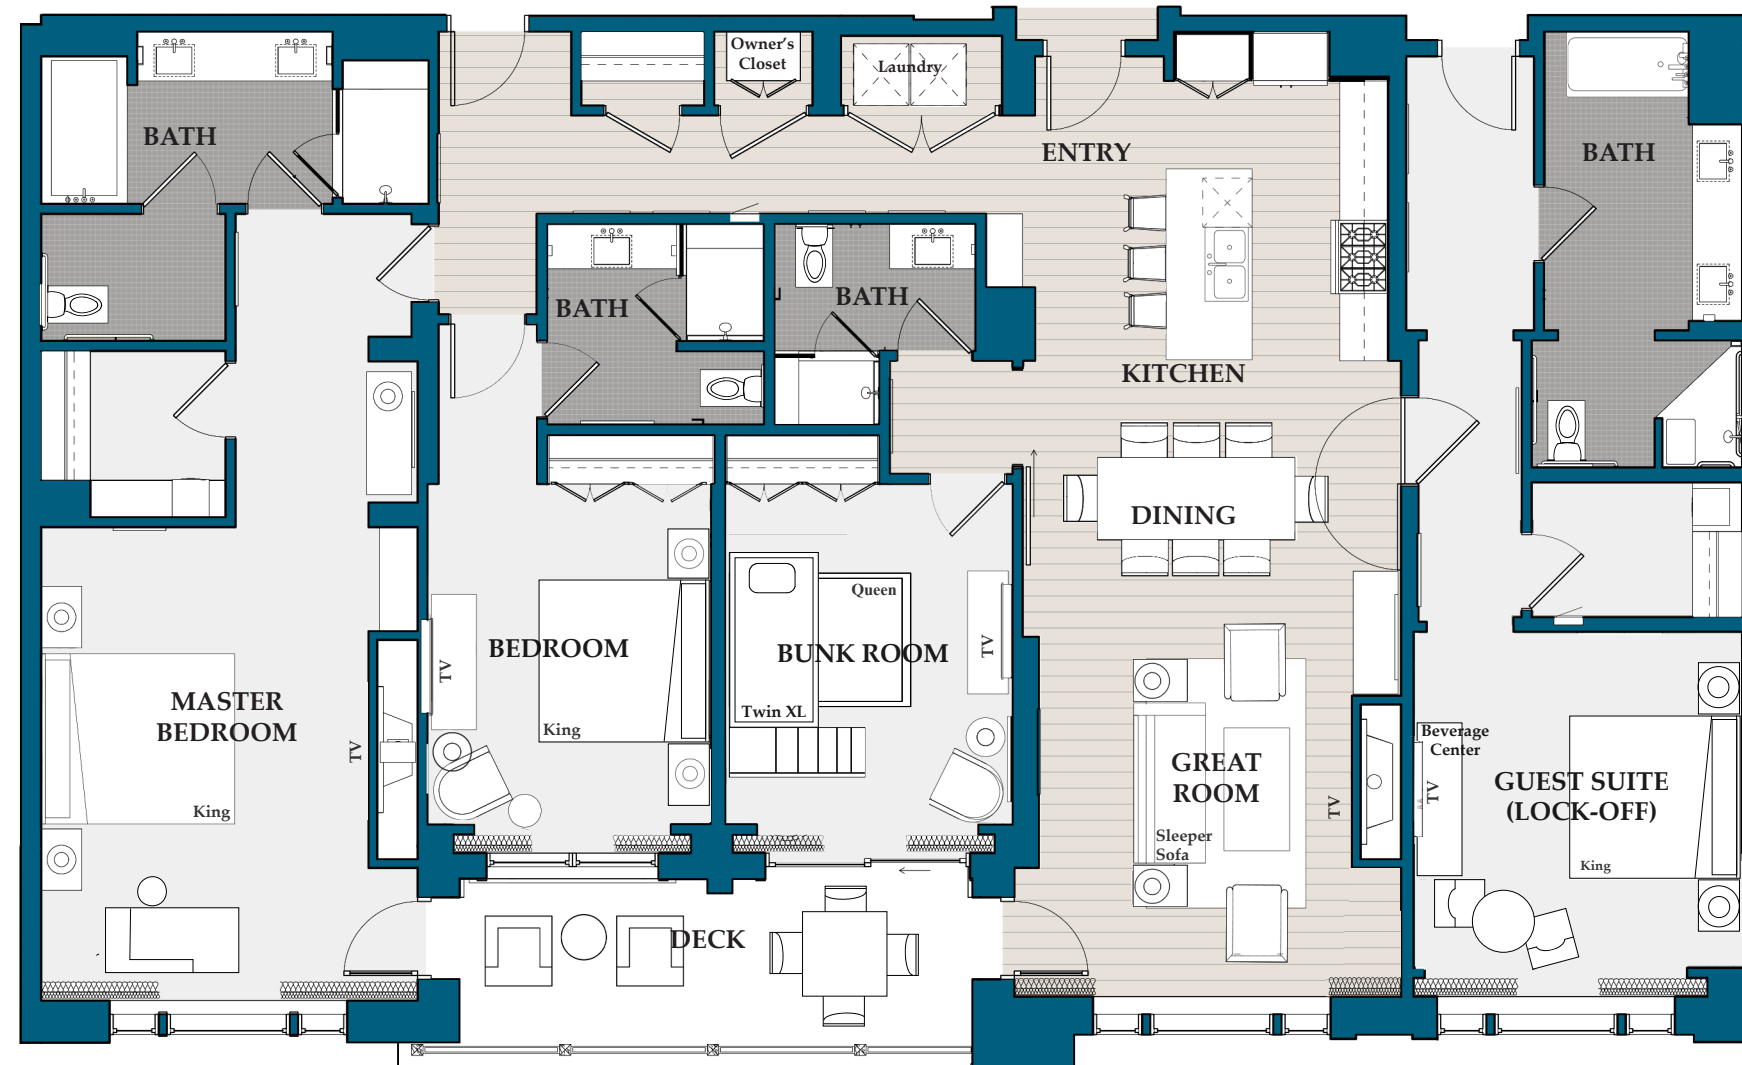 Owner's
Closet
Laundry
BATH
ENTRY
BATH
BATH
BATH
KITCHEN
DINING
Queen
BEDROOM
TV
BUNK ROOM
TV
Twin XL
MASTER
BEDROOM
King
TV
King
GREAT
ROOM
TV
Sleeper
Sofa
Beverage
Center
TV
GUEST SUITE
(LOCK-OFF)
King
DECK